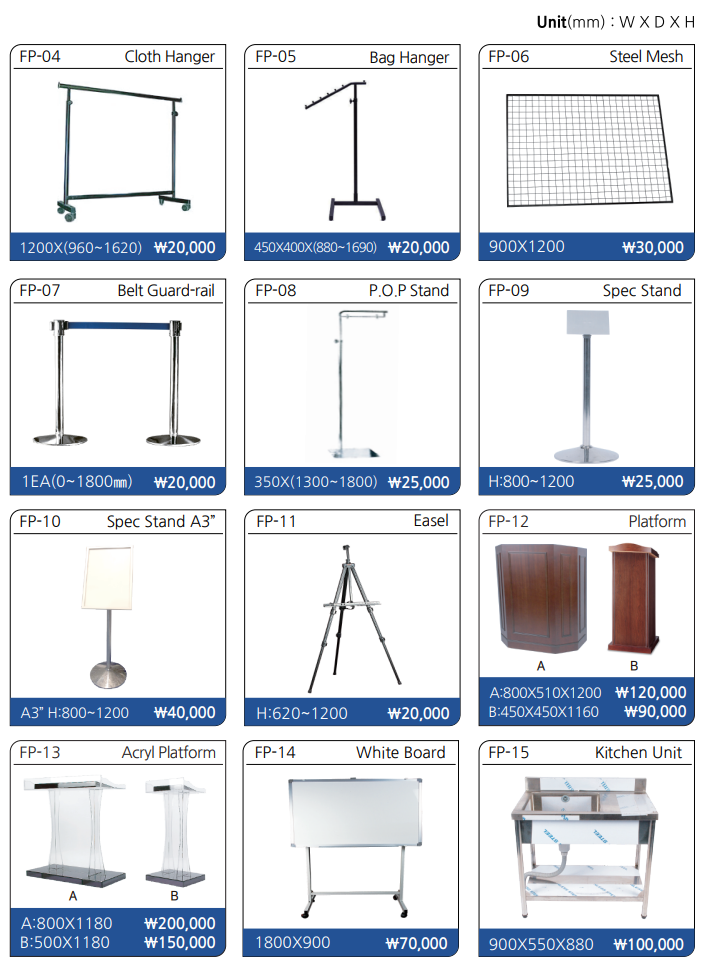 Unit(mm) : W X D X H
FP-04 Cloth Hanger
1200X(960~1620) ₩20,000
FP-05 Bag Hanger
450X400X(880~1690) ₩20,000
FP-06 Steel Mesh
900X1200 ₩30,000
FP-07 Belt Guard-rail
1EA(0~1800㎜) ₩20,000
FP-08 P.O.P Stand
350X(1300~1800) ₩25,000
FP-09 Spec Stand
H:800~1200 ₩25,000
FP-10 Spec Stand A3”
A3” H:800~1200 ₩40,000
FP-11 Easel
H:620~1200 ₩20,000
FP-12 Platform
A B
A:800X510X1200 ₩120,000
B:450X450X1160 ₩90,000
FP-13 Acryl Platform
A B
A:800X1180 ₩200,000
B:500X1180 ₩150,000
FP-14 White Board
1800X900 ₩70,000
FP-15 Kitchen Unit
900X550X880 ₩100,000